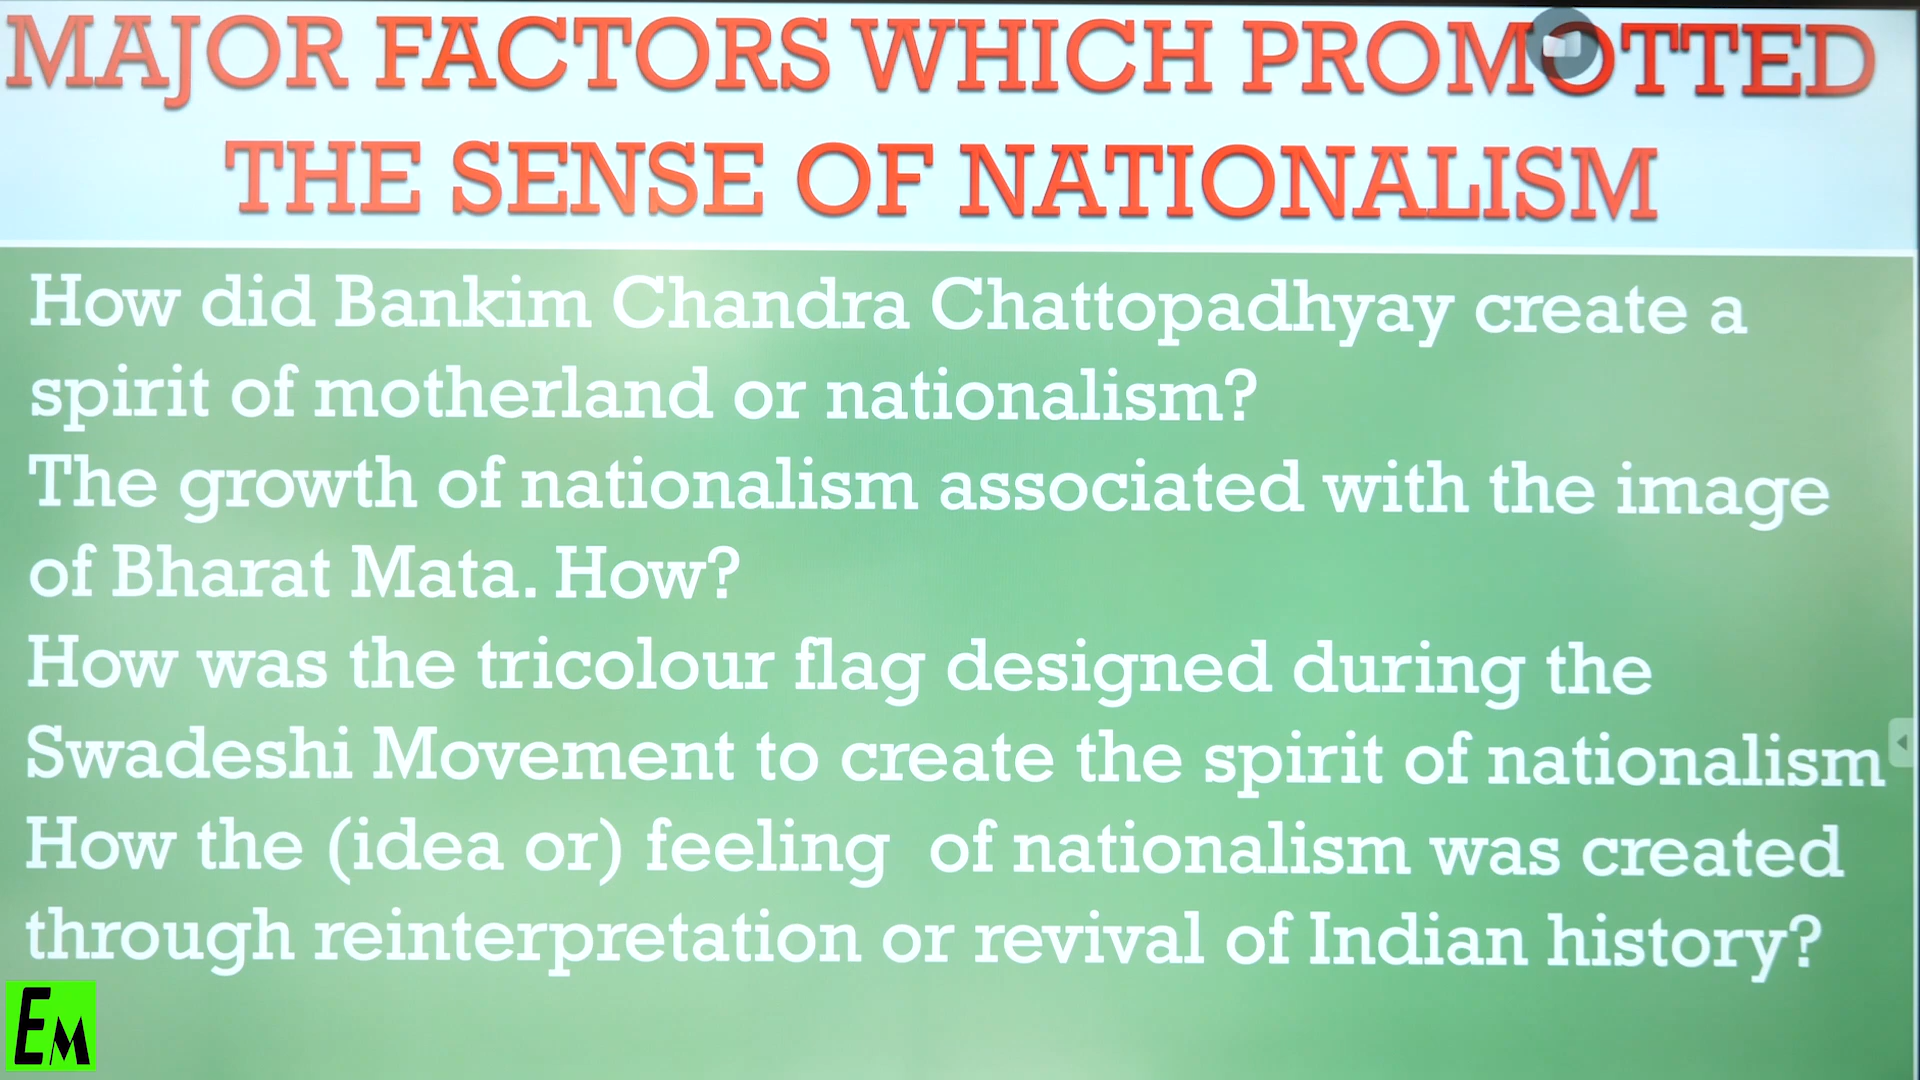 MAJOR FACTORS WHICH PROMOTTED
THE SENSE OF NATIONALISM
How did Bankim Chandra Chattopadhyay create a
spirit of motherland or nationalism?
The growth of nationalism associated with the image
of Bharat Mata. How?
How was the tricolour flag designed during the
Swadeshi Movement to create the spirit of nationalism
How the (idea or) feeling  of nationalism was created
through reinterpretation or revival of Indian history?
EM